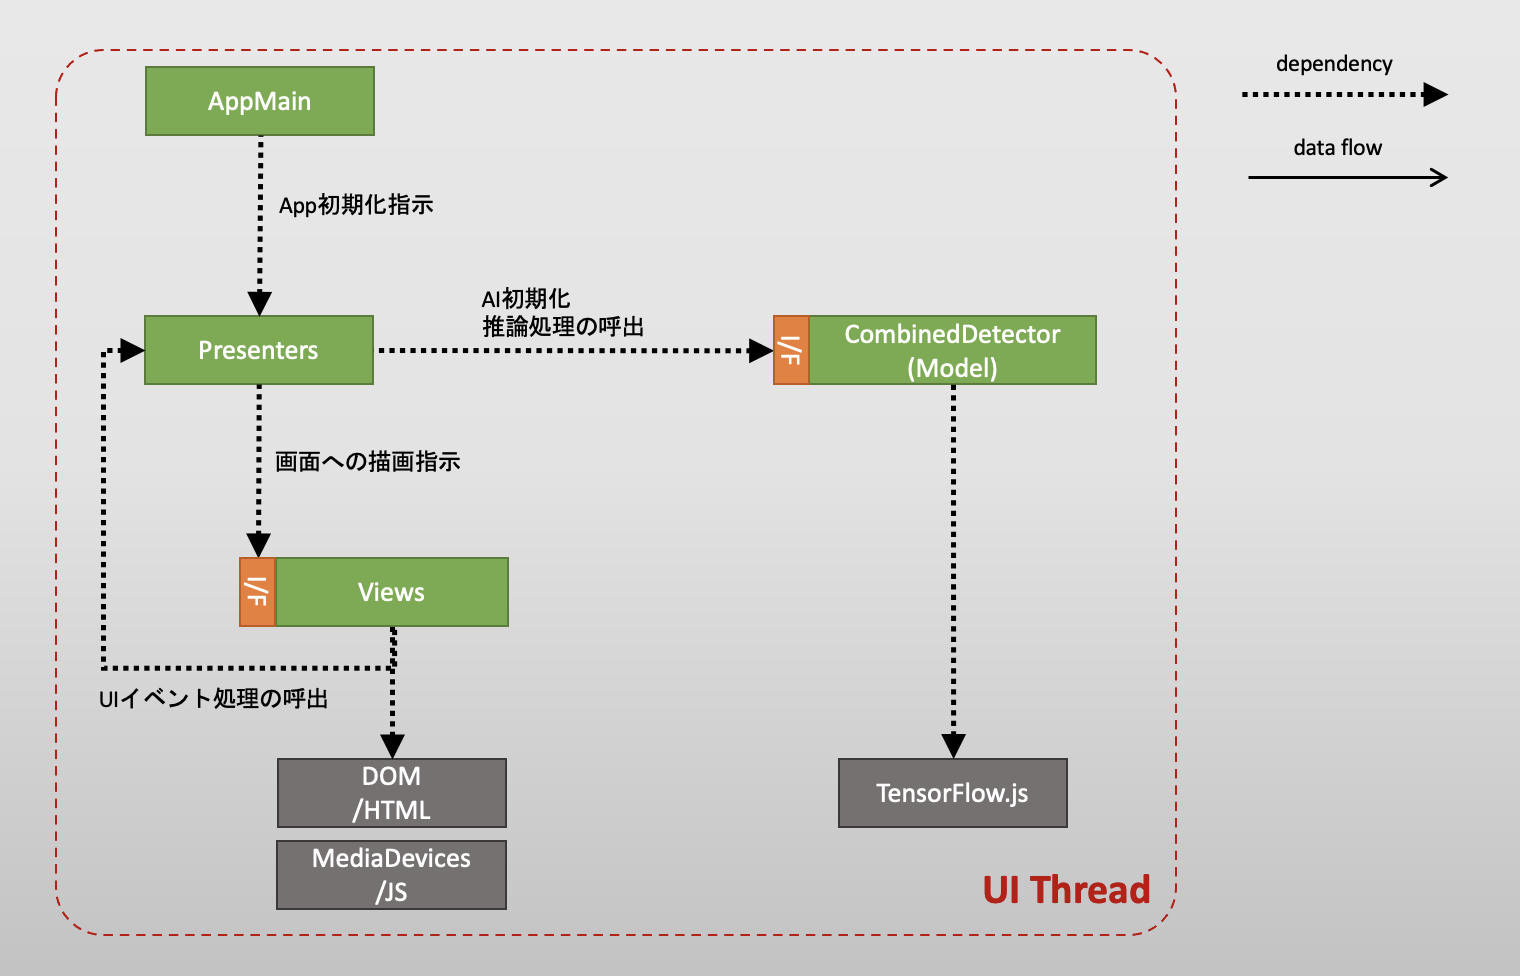 AppMain
dependency
data flow
App初期化指示
AI初期化
推論処理の呼出
Presenters
I/F
CombinedDetector
(Model)
画面への描画指示
I/F
Views
UIイベント処理の呼出
DOM
/HTML
TensorFlow.js
MediaDevices
/JS
UI Thread